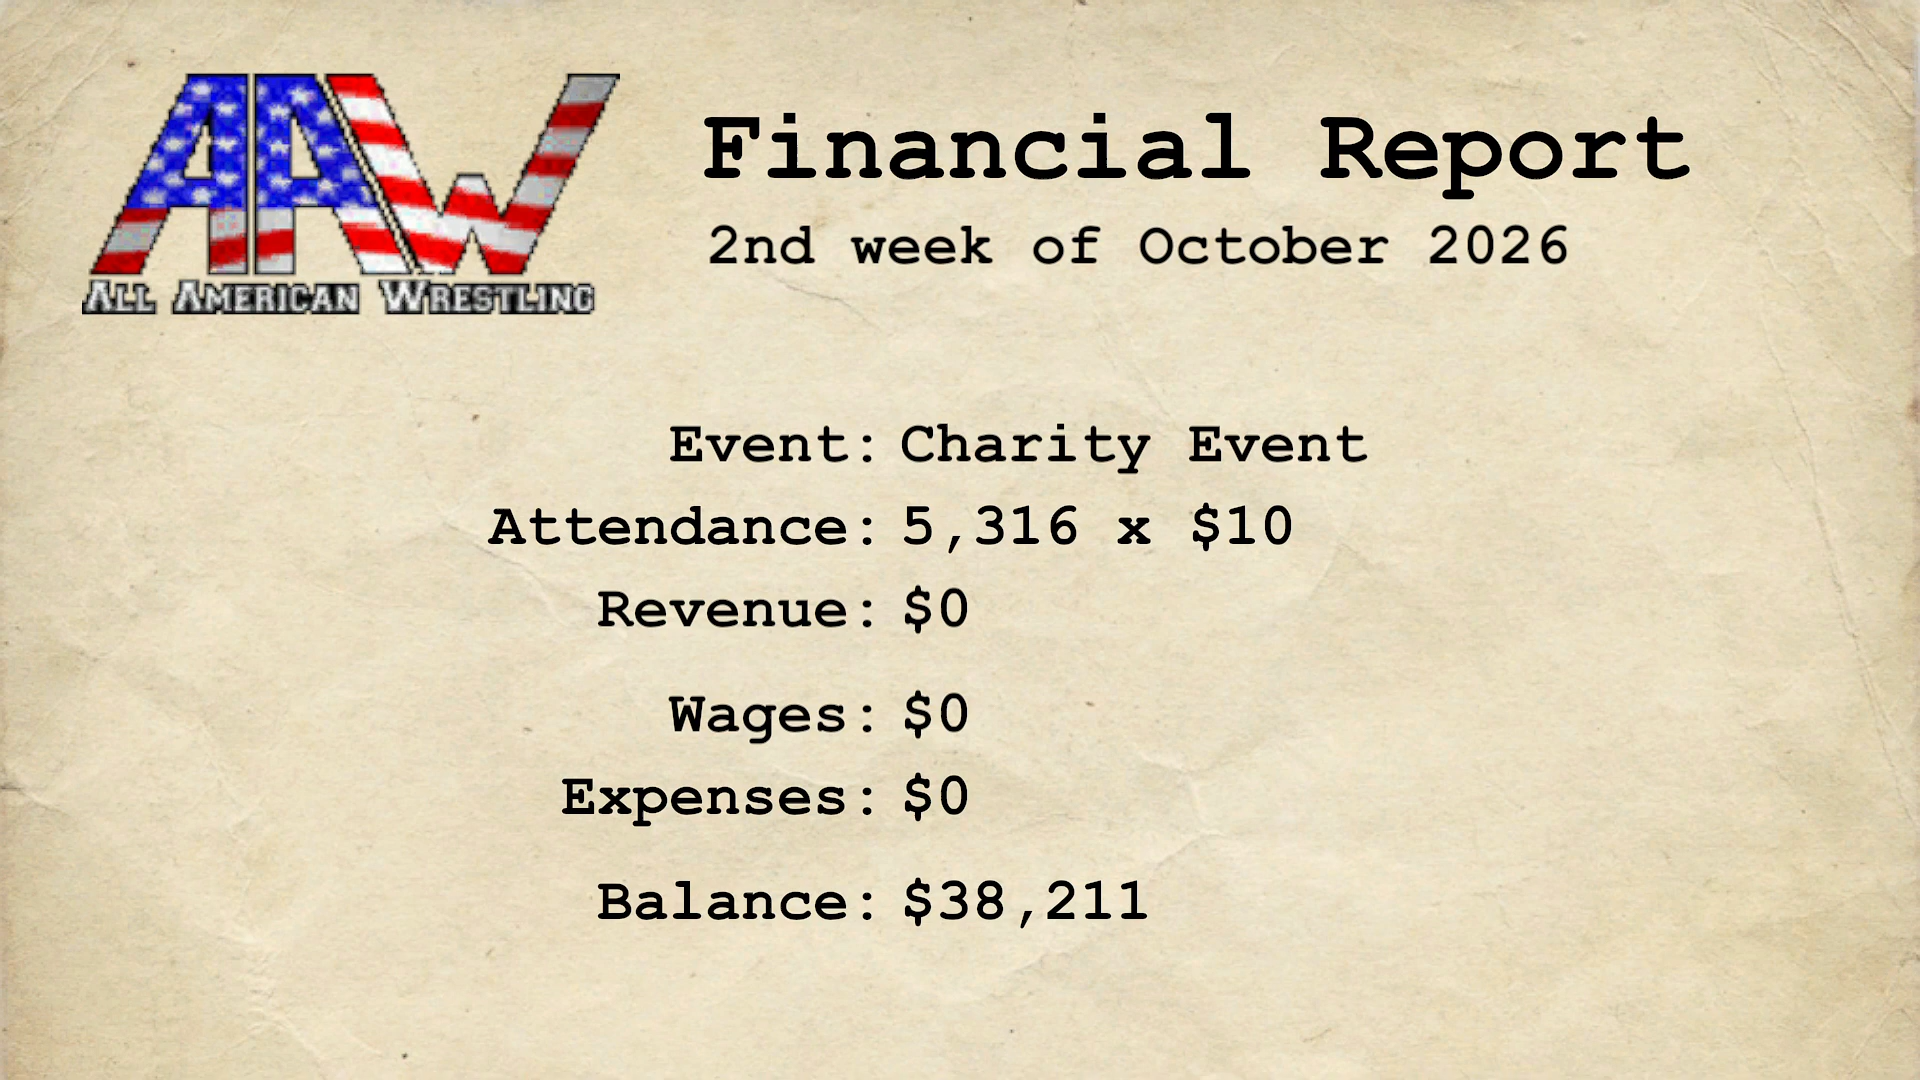 AAW
ALL AMERICAN WRESTLING
Financial Report
2nd week of October 2026
Event: Charity Event
Attendance: 5,316 x $10
Revenue: $0
Wages: $0
Expenses: $0
Balance: $38,211